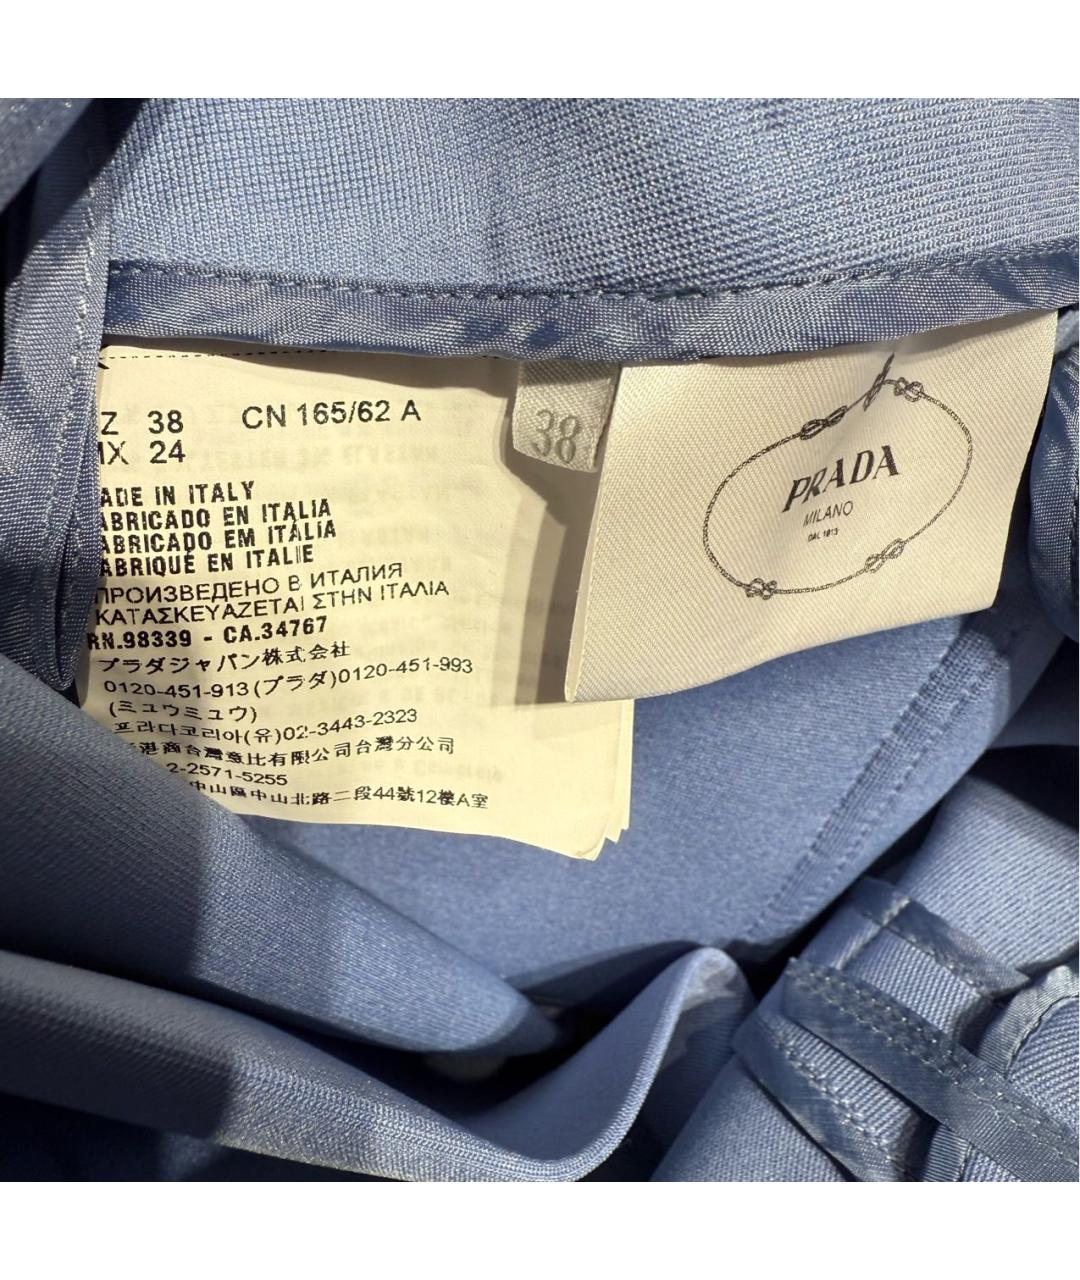 Z 38 CN 165/62 A
MX 24
ADE IN ITALY
ABRICADO EN ITALIA
ABRICADO EM ITÁLIA
ABRIQUÉ EN ITALIE
ПРОИЗВЕДЕНО В ИТАЛИЯ
ΚΑΤΑΣΚΕΥΑΖΕΤΑΙ ΣΤΗΝ ΙΤΑΛΙΑ
RN.98339 - CA.34767
プラダジャパン株式会社
0120-451-913(プラダ)0120-451-993
(ミュウミュウ)
프라다코리아(유)02-3443-2323
港商台灣意比有限公司台灣分公司
2-2571-5255
中山區中山北路二段44號12樓A室
38
PRADA
MILANO
DAL 1913